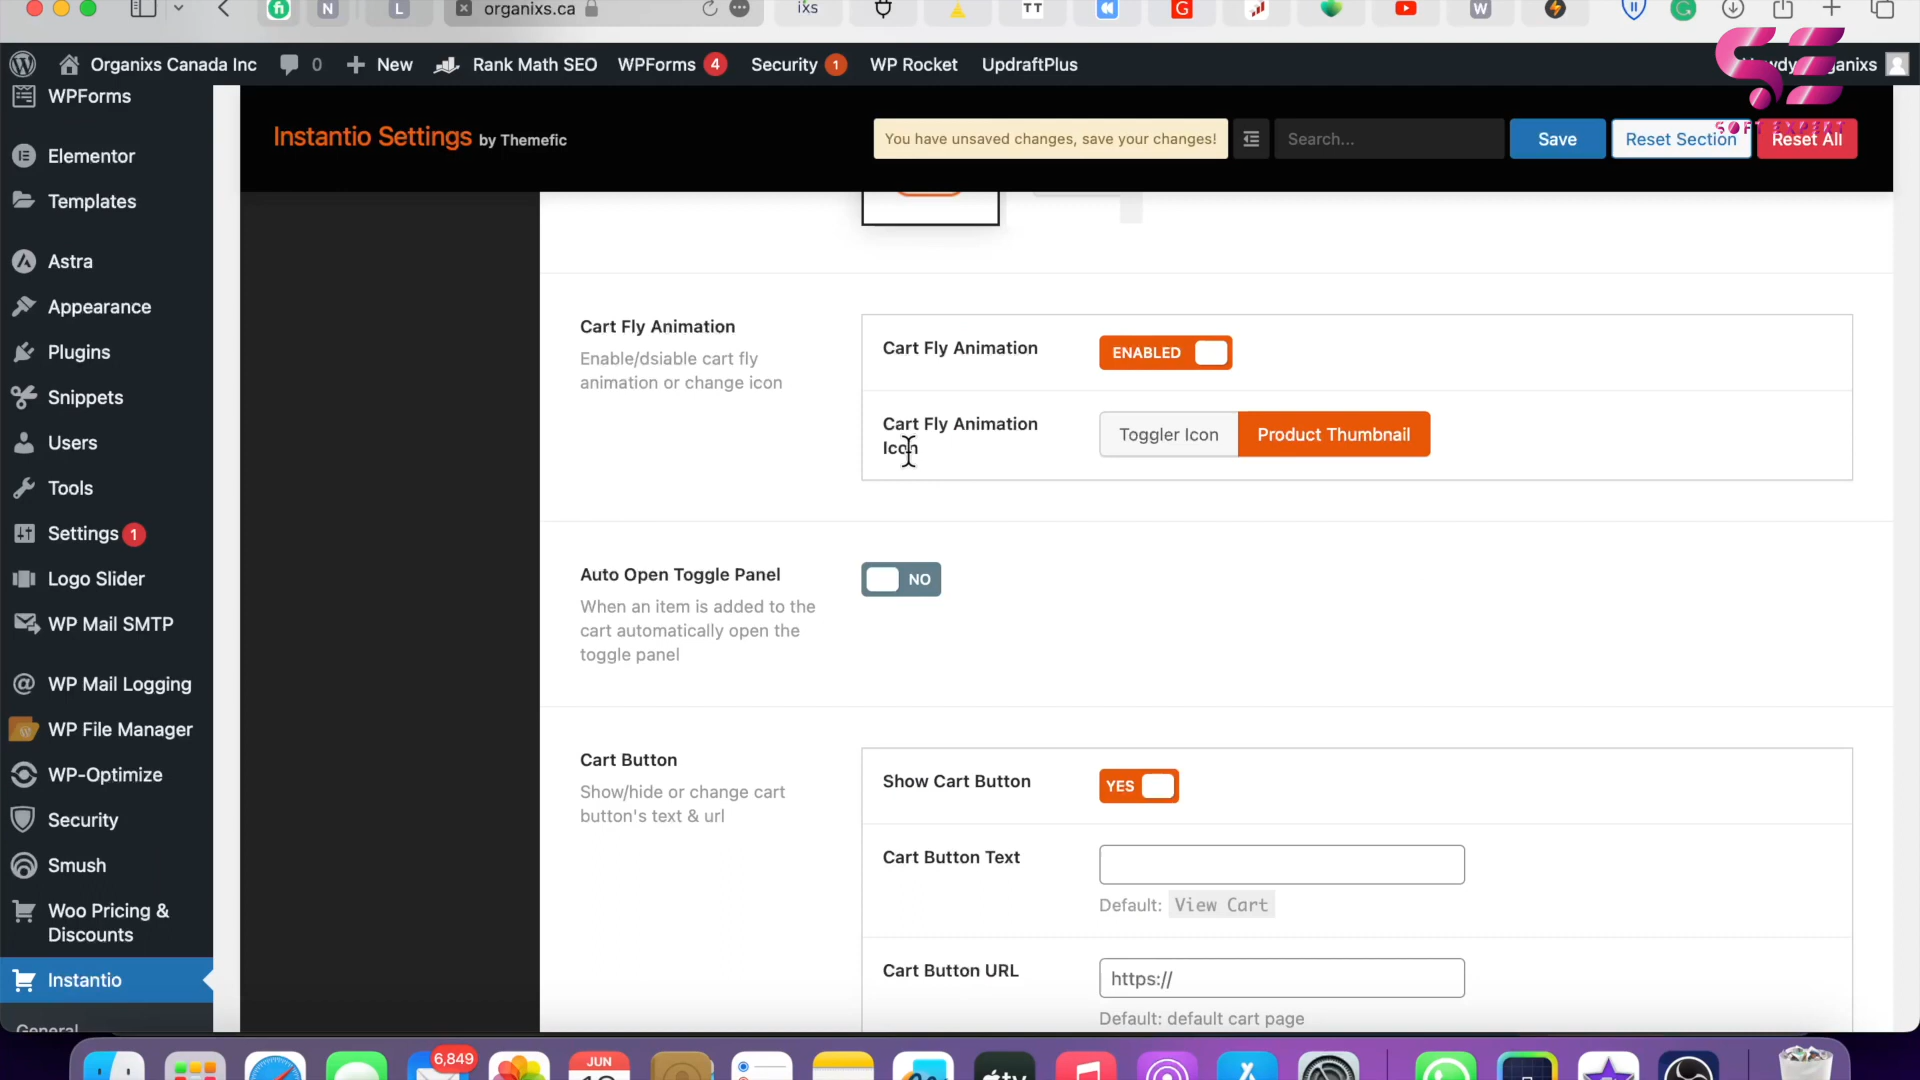 organixs.ca
ixs
TT
N
L
G
W
Organixs Canada Inc
0
New
Rank Math SEO
WPForms 4
Security 1
WP Rocket
UpdraftPlus
WPForms
Elementor
Templates
Astra
Appearance
Plugins
Snippets
Users
Tools
Settings 1
Logo Slider
WP Mail SMTP
WP Mail Logging
WP File Manager
WP-Optimize
Security
Smush
Woo Pricing &
Discounts
Instantio
General
Instantio Settings by Themefic
You have unsaved changes, save your changes!
Search...
Save
Reset Section
Reset All
SOFT EXPERT
Cart Fly Animation
Enable/dsiable cart fly
animation or change icon
Cart Fly Animation
ENABLED
Cart Fly Animation
Icon
Toggler Icon
Product Thumbnail
Auto Open Toggle Panel
When an item is added to the
cart automatically open the
toggle panel
NO
Cart Button
Show/hide or change cart
button's text & url
Show Cart Button
YES
Cart Button Text
Default: View Cart
Cart Button URL
https://
Default: default cart page
6,849
JUN
tv